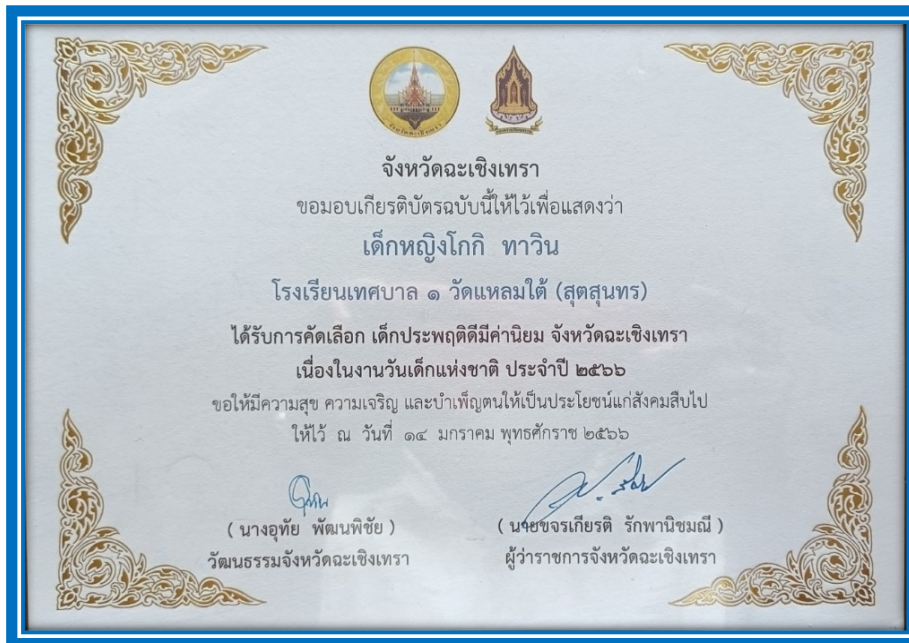 จังหวัดฉะเชิงเทรา
ขอมอบเกียรติบัตรฉบับนี้ให้ไว้เพื่อแสดงว่า
เด็กหญิงโกกิ ทาวิน
โรงเรียนเทศบาล ๑ วัดแหลมใต้ (สุตสุนทร)
ได้รับการคัดเลือก เด็กประพฤติดีมีค่านิยม จังหวัดฉะเชิงเทรา
เนื่องในงานวันเด็กแห่งชาติ ประจำปี ๒๕๖๖
ขอให้มีความสุข ความเจริญ และบำเพ็ญตนให้เป็นประโยชน์แก่สังคมสืบไป
ให้ไว้ ณ วันที่ ๑๔ มกราคม พุทธศักราช ๒๕๖๖
( นางอุทัย พัฒนพิชัย )
วัฒนธรรมจังหวัดฉะเชิงเทรา
( นายขจรเกียรติ รักพานิชมณี )
ผู้ว่าราชการจังหวัดฉะเชิงเทรา